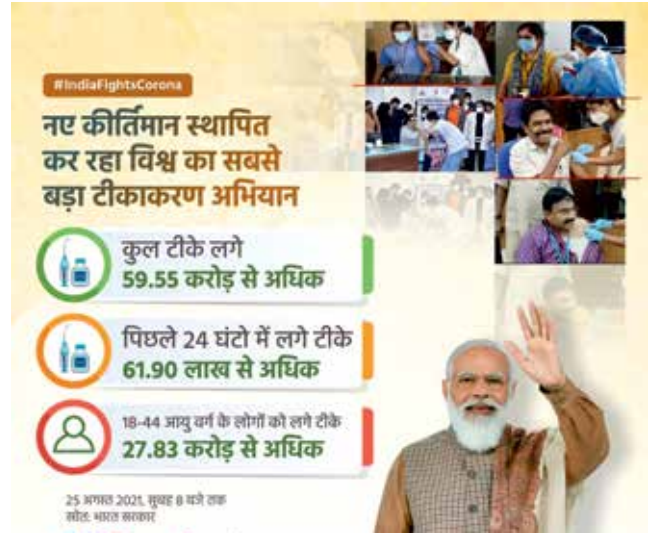 #IndiaFightsCorona
नए कीर्तिमान स्थापित
कर रहा विश्व का सबसे
बड़ा टीकाकरण अभियान
कुल टीके लगे
59.55 करोड़ से अधिक
पिछले 24 घंटो में लगे टीके
61.90 लाख से अधिक
18-44 आयु वर्ग के लोगों को लगे टीके
27.83 करोड़ से अधिक
25 अगस्त 2021, सुबह 8 बजे तक
स्रोत: भारत सरकार